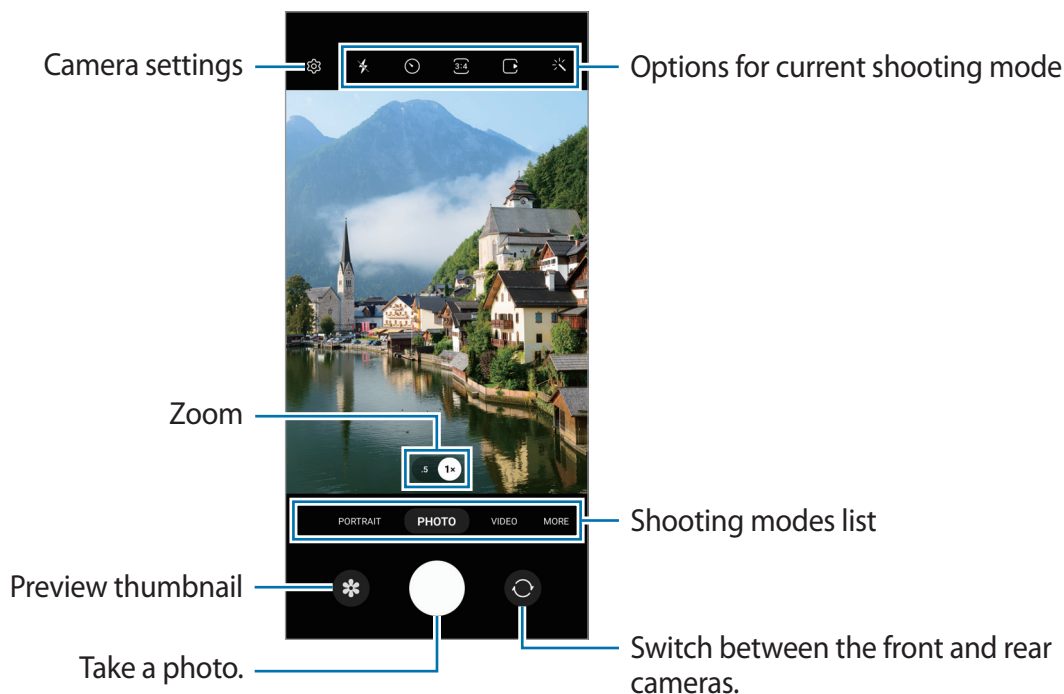 Camera settings
3:4
Options for current shooting mode
Zoom
.5 1×
PORTRAIT PHOTO VIDEO MORE
Shooting modes list
Preview thumbnail
Take a photo.
Switch between the front and rear
cameras.